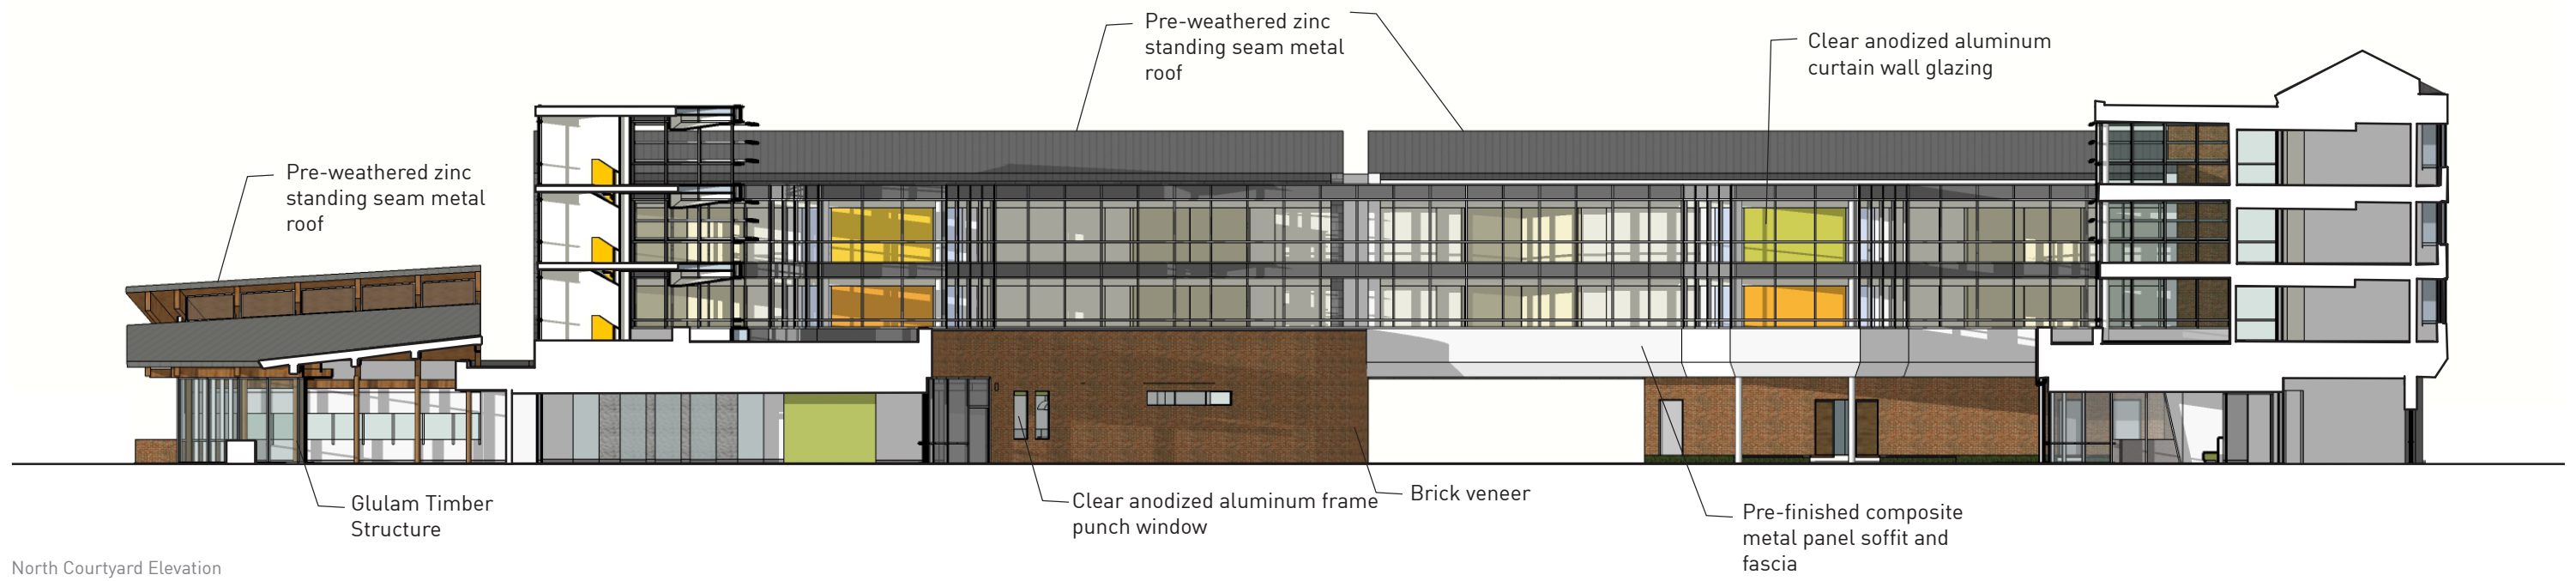 Pre-weathered zinc
standing seam metal
roof
Clear anodized aluminum
curtain wall glazing
Pre-weathered zinc
standing seam metal
roof
Glulam Timber
Structure
Clear anodized aluminum frame
punch window
Brick veneer
Pre-finished composite
metal panel soffit and
fascia
North Courtyard Elevation